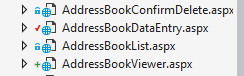 AddressBookConfirmDelete.aspx
AddressBookDataEntry.aspx
AddressBookList.aspx
AddressBookViewer.aspx